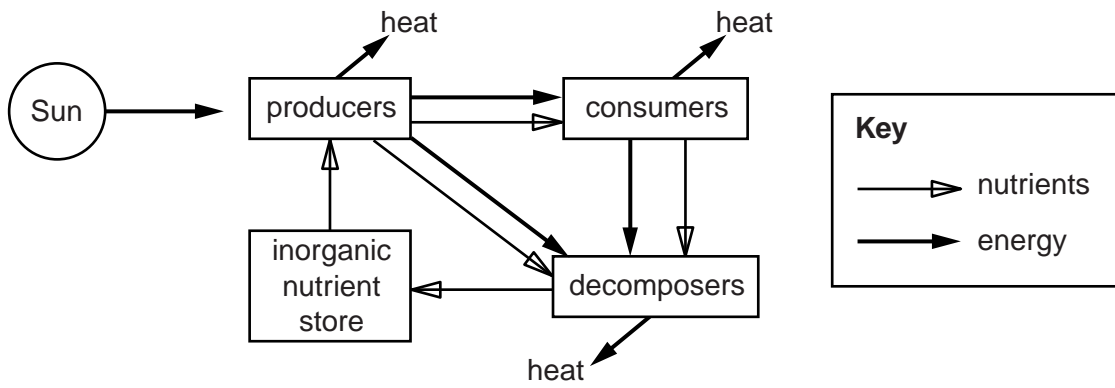 heat
heat
Sun
producers
consumers
Key
nutrients
energy
inorganic
nutrient
store
decomposers
heat